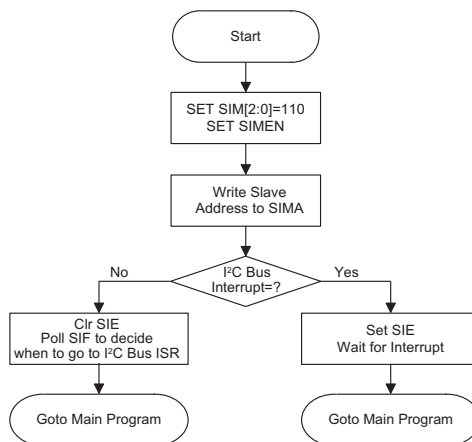 Start
SET SIM[2:0]=110
SET SIMEN
Write Slave
Address to SIMA
I²C Bus
Interrupt=?
No
Yes
Clr SIE
Poll SIF to decide
when to go to I²C Bus ISR
Set SIE
Wait for Interrupt
Goto Main Program
Goto Main Program